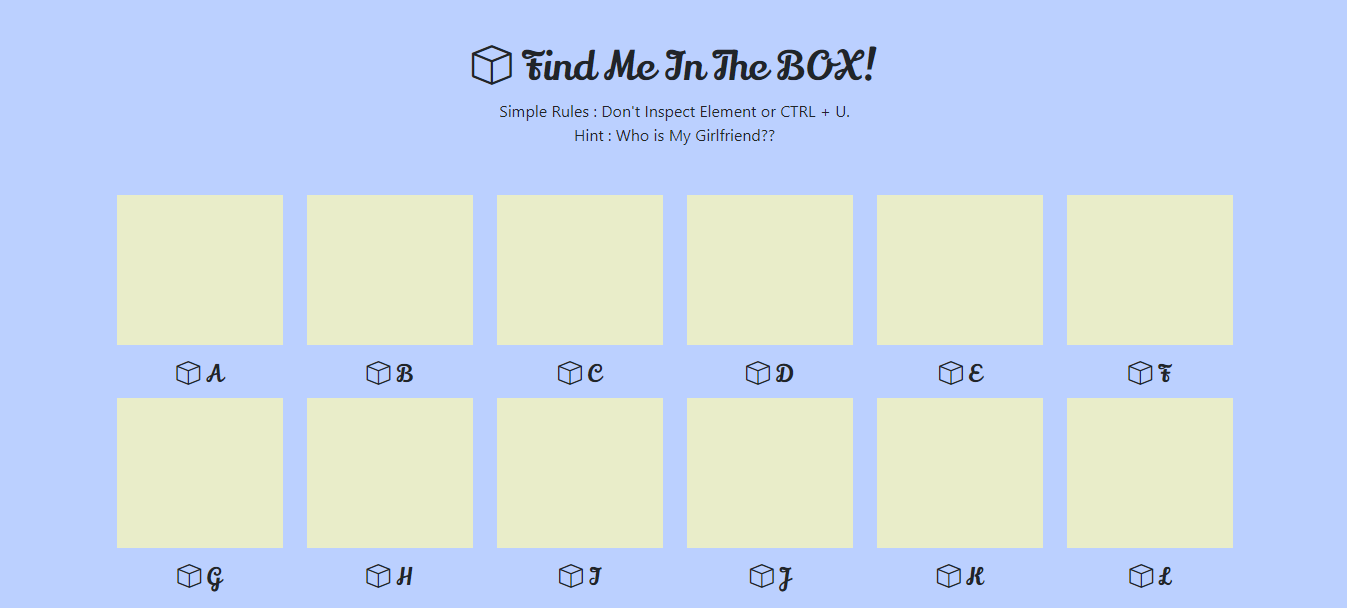 Find Me In The BOX!
Simple Rules : Don't Inspect Element or CTRL + U.
Hint : Who is My Girlfriend??
A B C D E F
G H I J K L